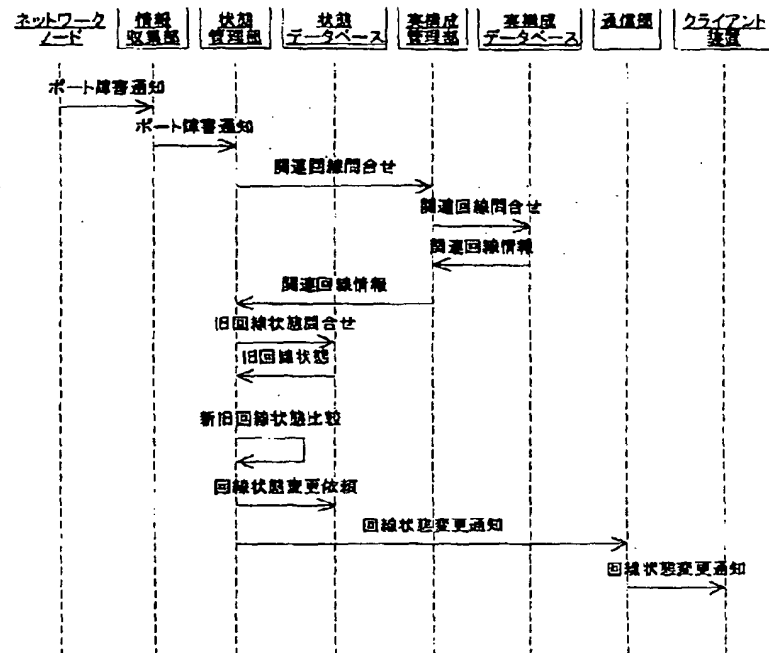 ネットワーク
ノード
情報
収集部
状態
管理部
状態
データベース
実構成
管理部
実構成
データベース
通信部
クライアント
装置
ポート障害通知
ポート障害通知
関連回線問合せ
関連回線問合せ
関連回線情報
関連回線情報
旧回線状態問合せ
旧回線状態
新旧回線状態比較
回線状態変更依頼
回線状態変更通知
回線状態変更通知